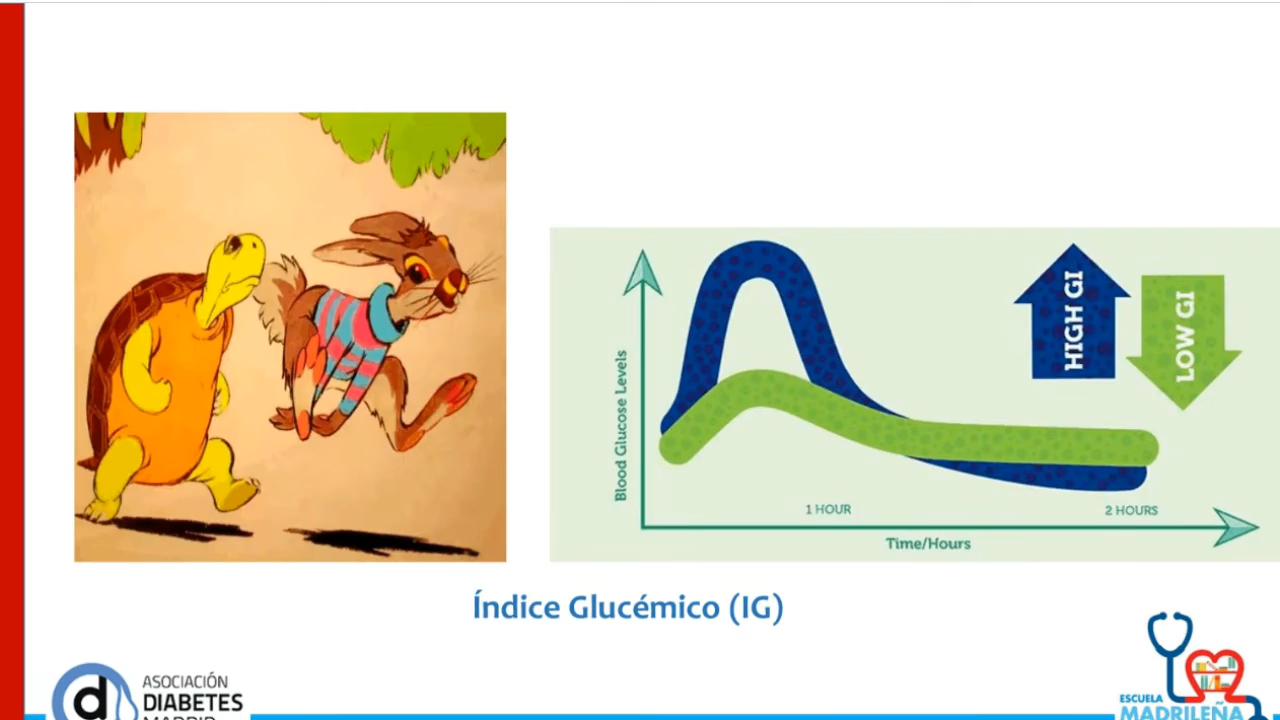 HIGH GI
LOW GI
Blood Glucose Levels
1 HOUR
2 HOURS
Time/Hours
Índice Glucémico (IG)
d
ASOCIACIÓN
DIABETES
MADRID
ESCUELA
MADRILEÑA